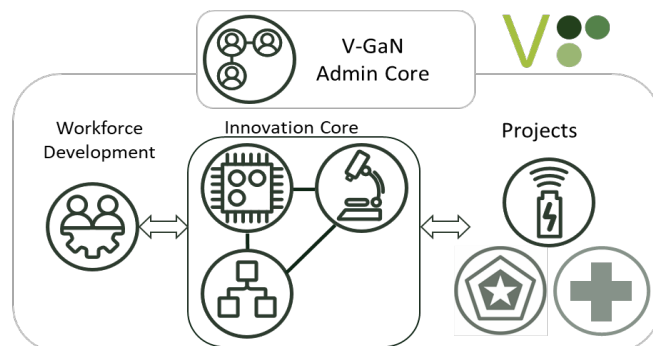 V-GaN
Admin Core
Workforce
Development
Innovation Core
Projects
V